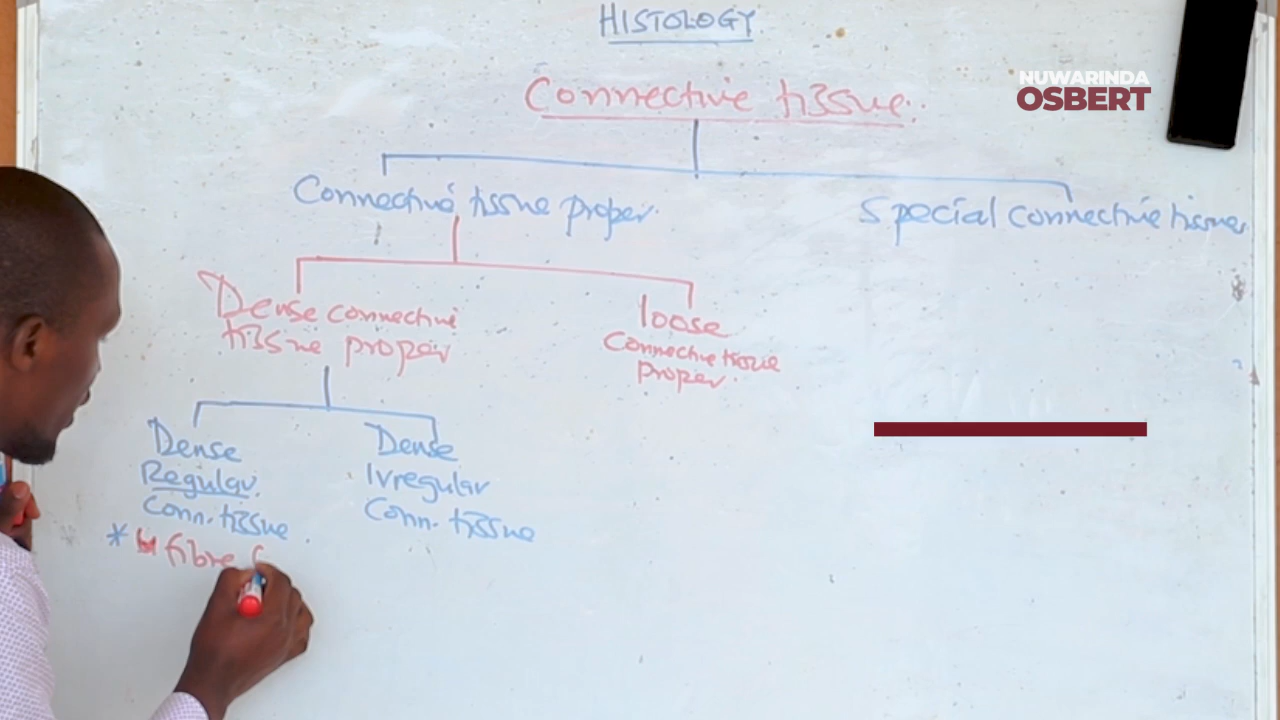 HISTOLOGY
NUWARINDA
OSBERT
Connective tissue.
Connective tissue proper.
Special connective tissues
Dense connective
tissue proper
loose
Connective tissue
proper.
Dense
Regular.
Conn. tissue
Dense
Irregular
Conn. tissue
* fibre